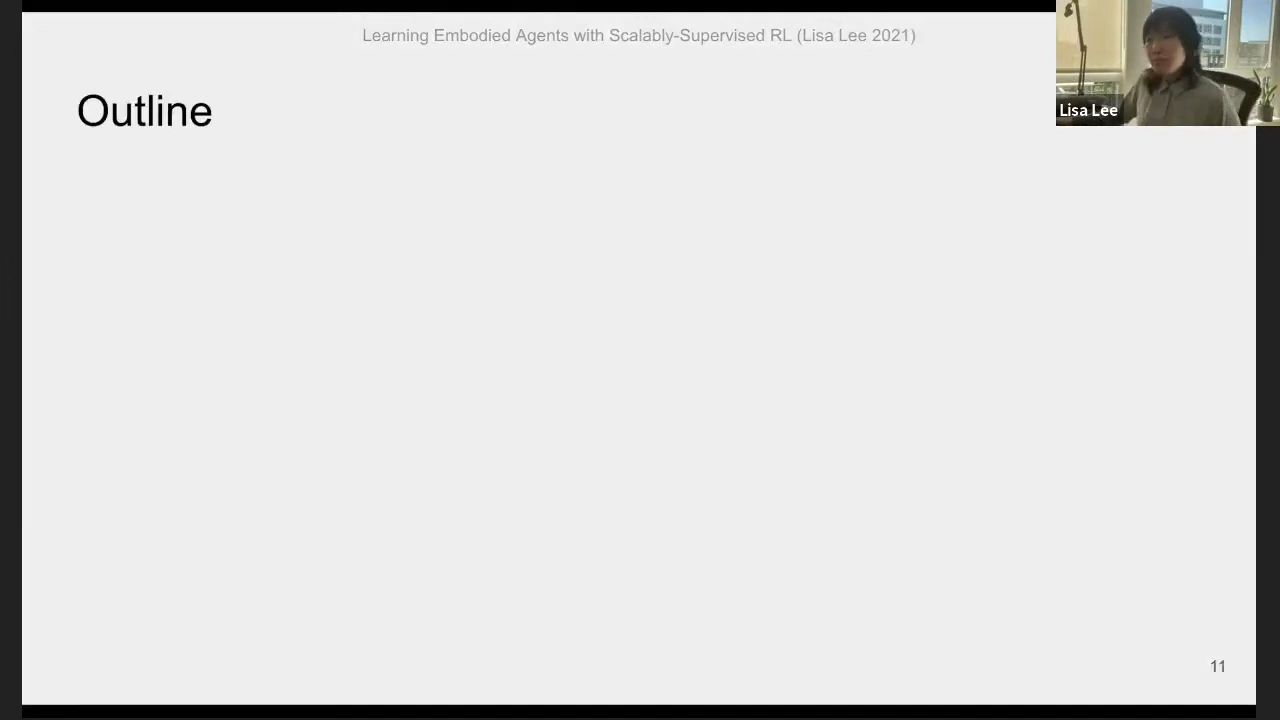 Learning Embodied Agents with Scalably-Supervised RL (Lisa Lee 2021)
Outline
Lisa Lee
11